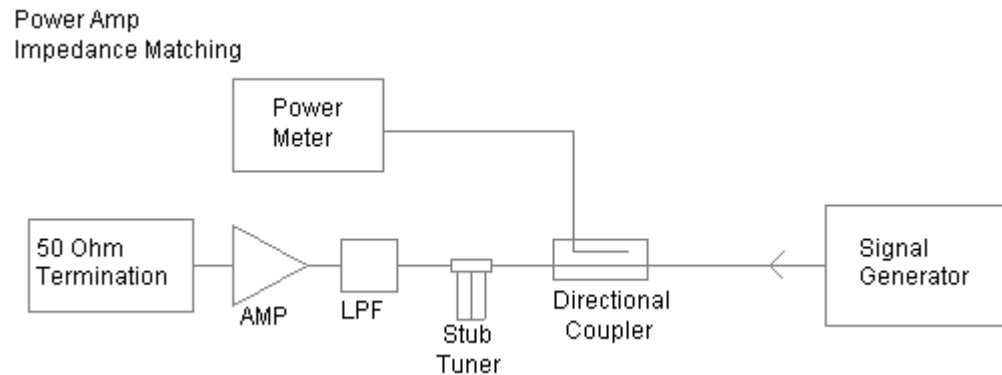 Power Amp
Impedance Matching
Power
Meter
50 Ohm
Termination
AMP
LPF
Stub
Tuner
Directional
Coupler
Signal
Generator